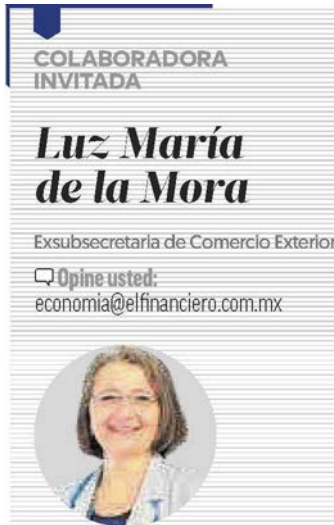 COLABORADORA
INVITADA
Luz María
de la Mora
Exsubsecretaria de Comercio Exterior
Opine usted:
economia@elfinanciero.com.mx